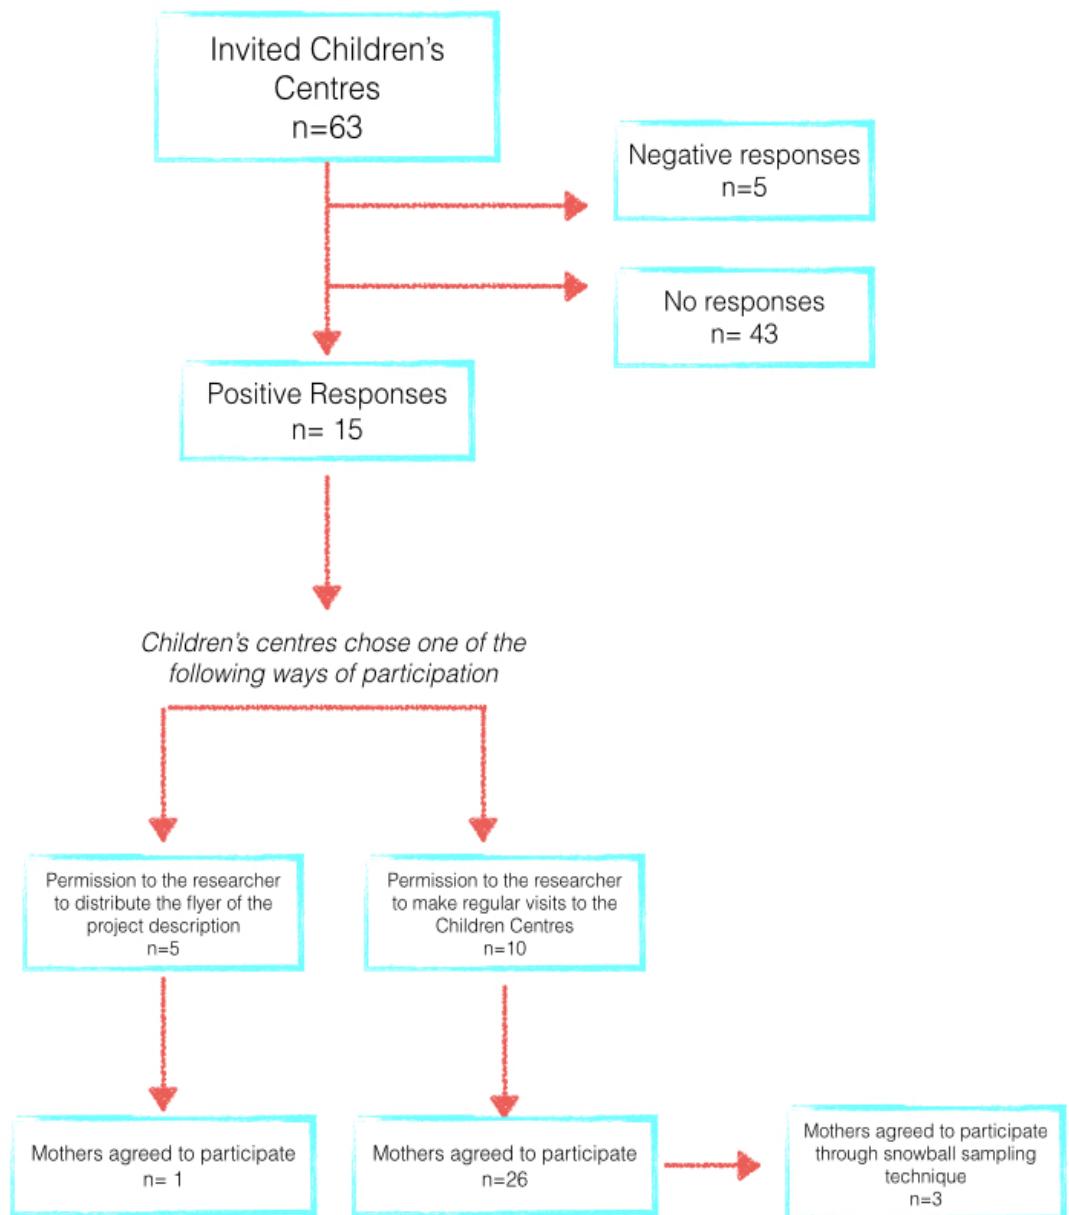 Invited Children's
Centres
n=63
Negative responses
n=5
No responses
n= 43
Positive Responses
n= 15
Children's centres chose one of the
following ways of participation
Permission to the researcher
to distribute the flyer of the
project description
n=5
Permission to the researcher
to make regular visits to the
Children Centres
n=10
Mothers agreed to participate
n= 1
Mothers agreed to participate
n=26
Mothers agreed to participate
through snowball sampling
technique
n=3